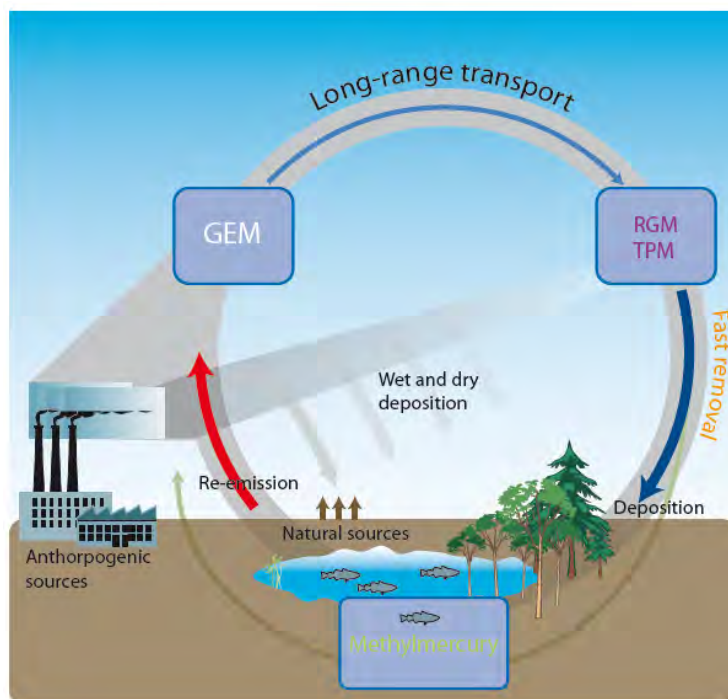 Long-range transport
GEM
RGM
TPM
Fast removal
Wet and dry
deposition
Re-emission
Natural sources
Deposition
Anthorpogenic
sources
Methylmercury